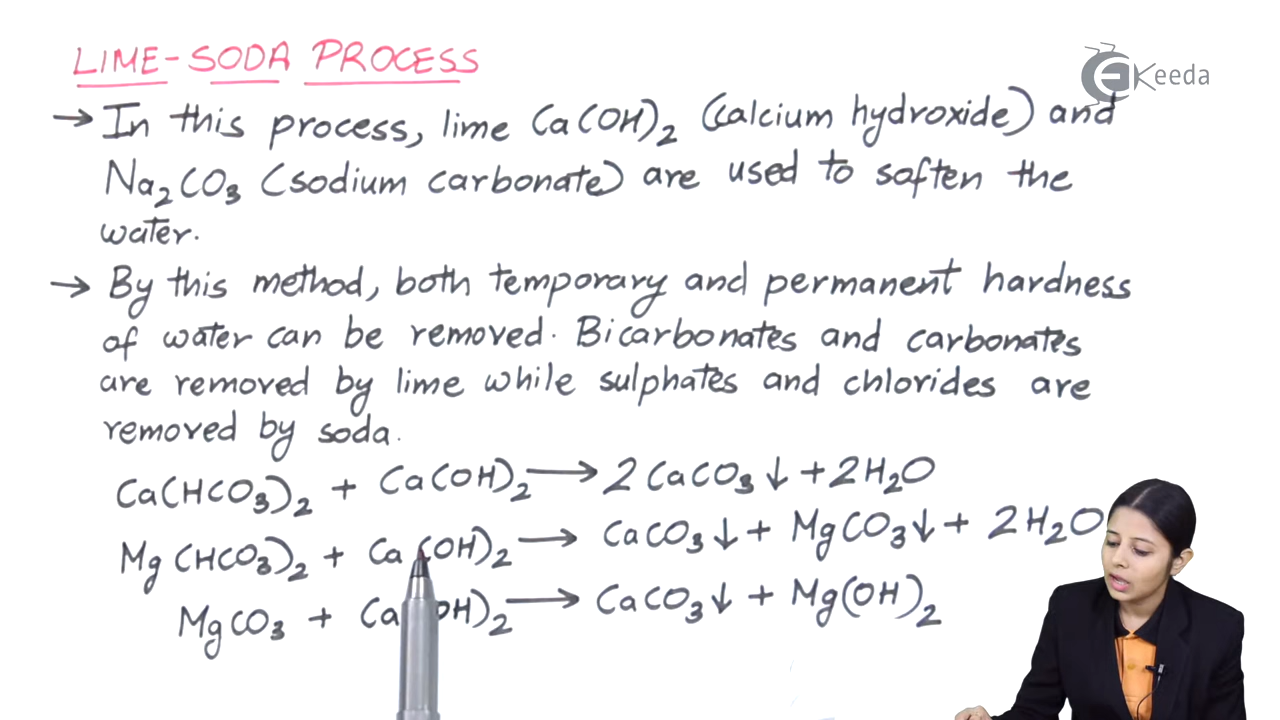 LIME-SODA PROCESS
EKeeda
→ In this process, lime Ca(OH)₂ (calcium hydroxide) and
Na₂CO₃ (sodium carbonate) are used to soften the
water.
→ By this method, both temporary and permanent hardness
of water can be removed. Bicarbonates and carbonates
are removed by lime while sulphates and chlorides are
removed by soda.
Ca(HCO₃)₂ + Ca(OH)₂ → 2CaCO₃↓ + 2H₂O
Mg(HCO₃)₂ + Ca(OH)₂ → CaCO₃↓ + MgCO₃↓ + 2H₂O
MgCO₃ + Ca(OH)₂ → CaCO₃↓ + Mg(OH)₂